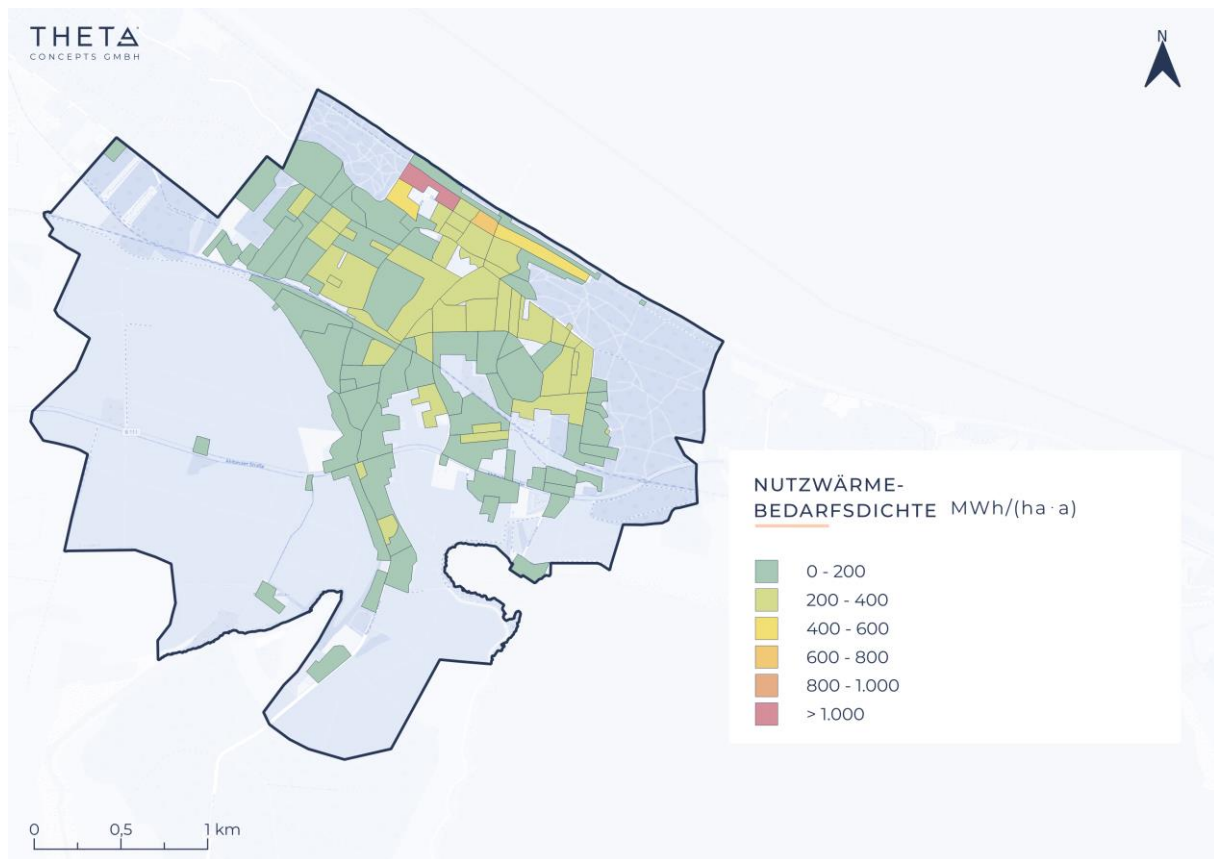 THETA
CONCEPTS GMBH
N
B 111
NUTZWÄRME-
BEDARFSDICHTE MWh/(ha·a)
0 - 200
200 - 400
400 - 600
600 - 800
800 - 1.000
> 1.000
0 0,5 1 km